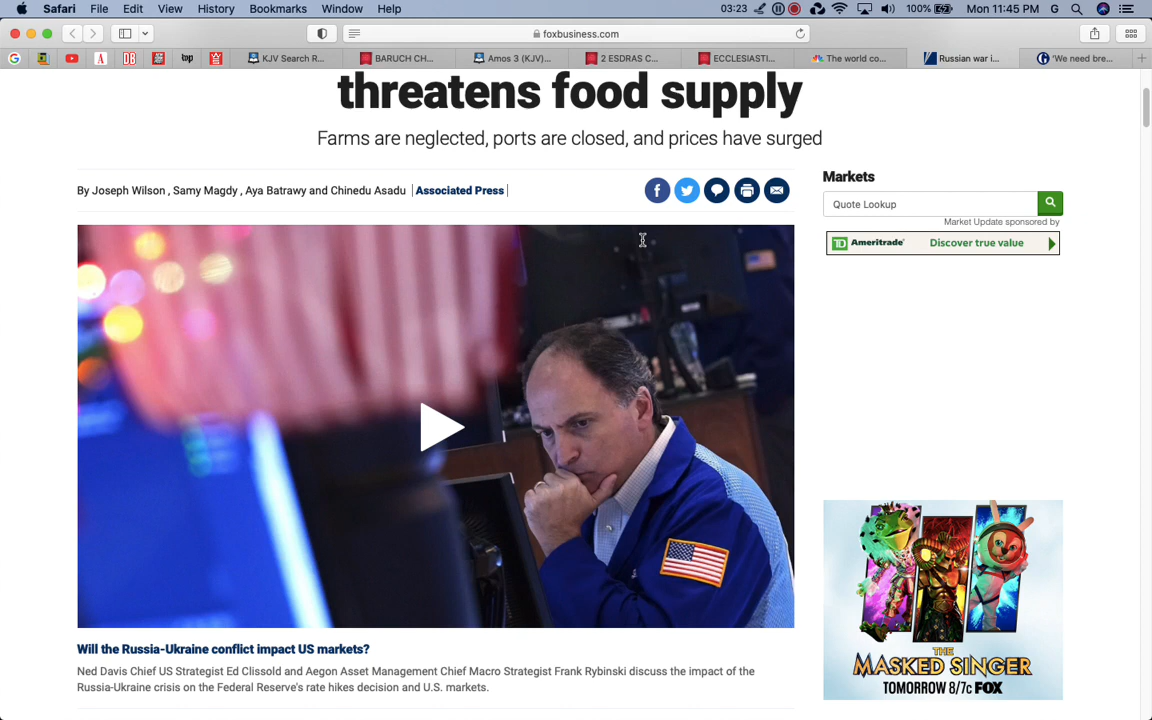 Safari File Edit View History Bookmarks Window Help 03:23 100% Mon 11:45 PM G
foxbusiness.com
G A DB top KJV Search R... BARUCH CH... Amos 3 (KJV)... 2 ESDRAS C... ECCLESIASTI... The world co... Russian war i... 'We need bre...
threatens food supply
Farms are neglected, ports are closed, and prices have surged
By Joseph Wilson , Samy Magdy , Aya Batrawy and Chinedu Asadu | Associated Press |
Markets
Quote Lookup
Market Update sponsored by
TD Ameritrade Discover true value
Will the Russia-Ukraine conflict impact US markets?
Ned Davis Chief US Strategist Ed Clissold and Aegon Asset Management Chief Macro Strategist Frank Rybinski discuss the impact of the
Russia-Ukraine crisis on the Federal Reserve's rate hikes decision and U.S. markets.
THE
MASKED SINGER
TOMORROW 8/7c FOX